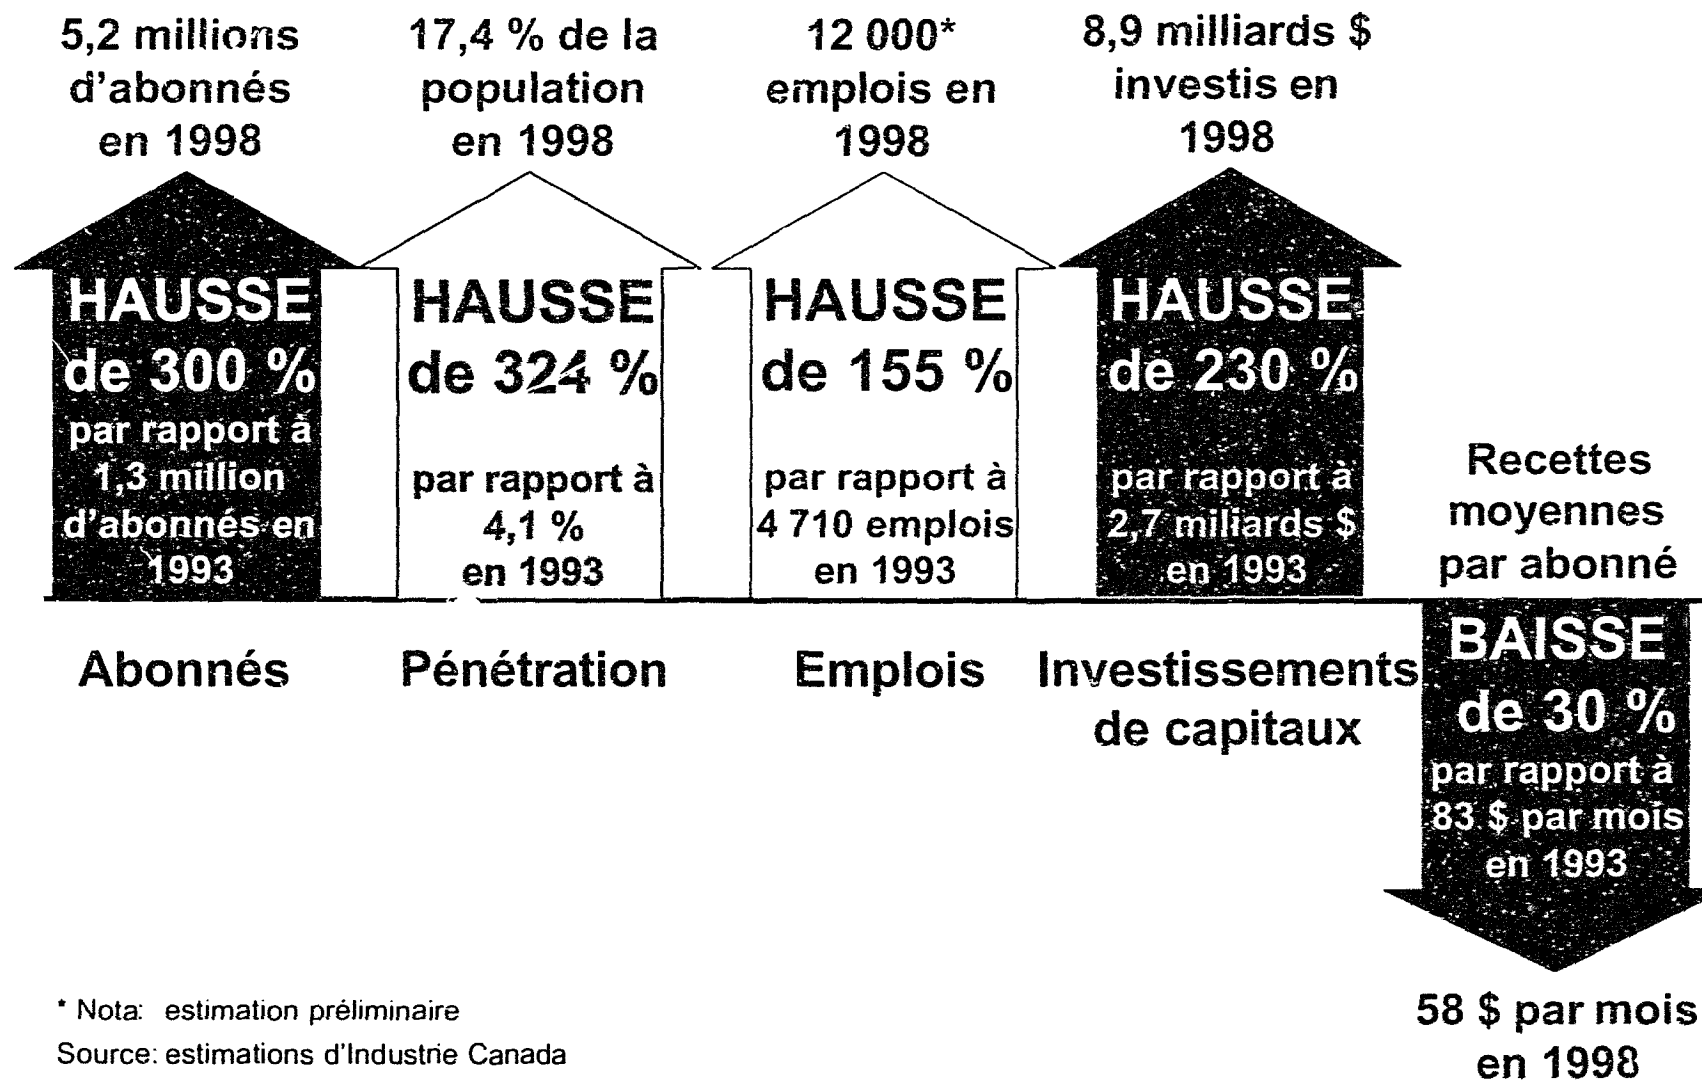 5,2 millions
d'abonnés
en 1998
17,4 % de la
population
en 1998
12 000*
emplois en
1998
8,9 milliards $
investis en
1998
HAUSSE
de 300 %
par rapport à
1,3 million
d'abonnés en
1993
HAUSSE
de 324 %
par rapport à
4,1 %
en 1993
HAUSSE
de 155 %
par rapport à
4 710 emplois
en 1993
HAUSSE
de 230 %
par rapport à
2,7 milliards $
en 1993
Recettes
moyennes
par abonné
Abonnés
Pénétration
Emplois
Investissements
de capitaux
BAISSE
de 30 %
par rapport à
83 $ par mois
en 1993
58 $ par mois
en 1998
* Nota: estimation préliminaire
Source: estimations d'Industrie Canada